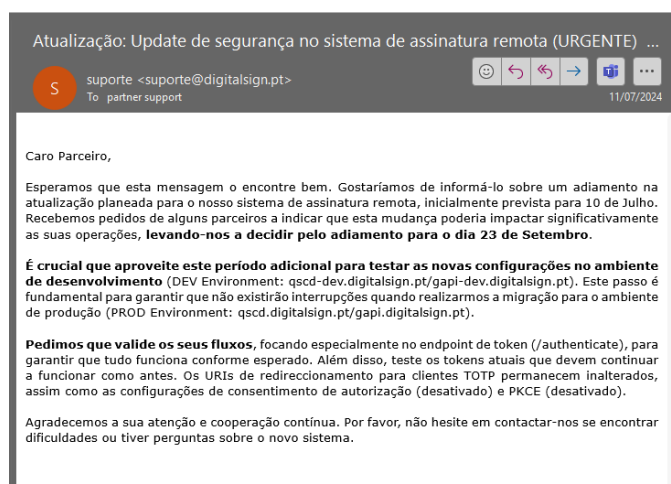 Atualização: Update de segurança no sistema de assinatura remota (URGENTE) ...
S
suporte <suporte@digitalsign.pt>
To partner support
11/07/2024
Caro Parceiro,
Esperamos que esta mensagem o encontre bem. Gostaríamos de informá-lo sobre um adiamento na
atualização planeada para o nosso sistema de assinatura remota, inicialmente prevista para 10 de Julho.
Recebemos pedidos de alguns parceiros a indicar que esta mudança poderia impactar significativamente
as suas operações, levando-nos a decidir pelo adiamento para o dia 23 de Setembro.
É crucial que aproveite este período adicional para testar as novas configurações no ambiente
de desenvolvimento (DEV Environment: qscd-dev.digitalsign.pt/gapi-dev.digitalsign.pt). Este passo é
fundamental para garantir que não existirão interrupções quando realizarmos a migração para o ambiente
de produção (PROD Environment: qscd.digitalsign.pt/gapi.digitalsign.pt).
Pedimos que valide os seus fluxos, focando especialmente no endpoint de token (/authenticate), para
garantir que tudo funciona conforme esperado. Além disso, teste os tokens atuais que devem continuar
a funcionar como antes. Os URIs de redireccionamento para clientes TOTP permanecem inalterados,
assim como as configurações de consentimento de autorização (desativado) e PKCE (desativado).
Agradecemos a sua atenção e cooperação contínua. Por favor, não hesite em contactar-nos se encontrar
dificuldades ou tiver perguntas sobre o novo sistema.